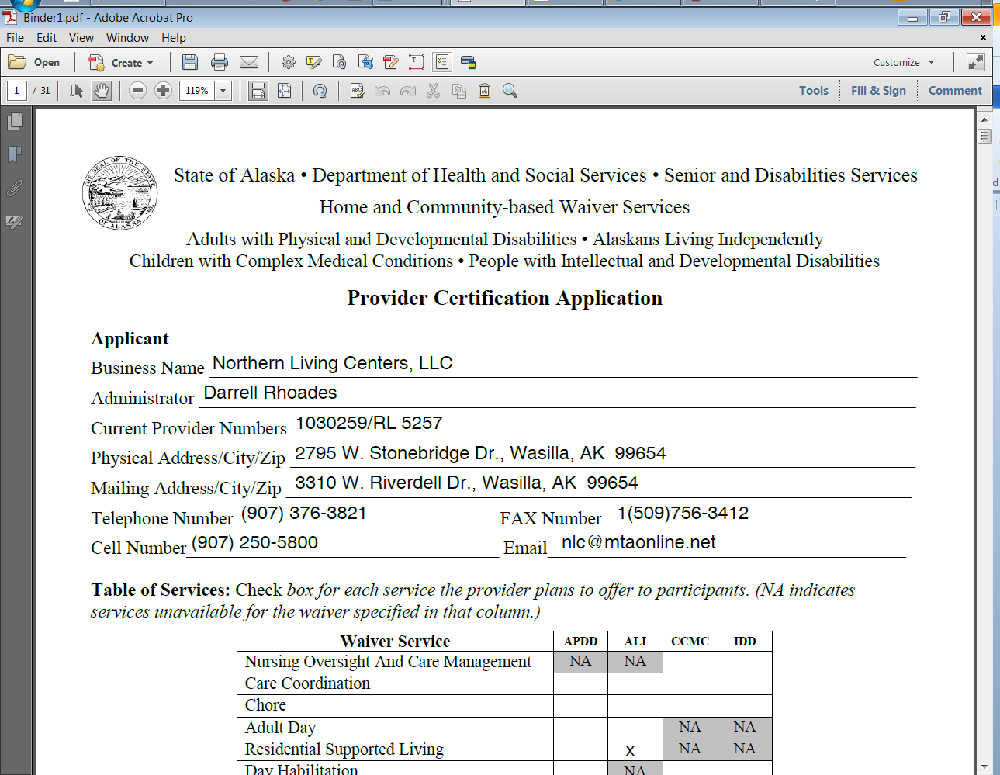 Binder1.pdf - Adobe Acrobat Pro
File Edit View Window Help
Open Create Customize
1 / 31 119% Tools Fill & Sign Comment
THE SEAL OF THE STATE OF ALASKA
State of Alaska • Department of Health and Social Services • Senior and Disabilities Services
Home and Community-based Waiver Services
Adults with Physical and Developmental Disabilities • Alaskans Living Independently
Children with Complex Medical Conditions • People with Intellectual and Developmental Disabilities
Provider Certification Application
Applicant
Business Name Northern Living Centers, LLC
Administrator Darrell Rhoades
Current Provider Numbers 1030259/RL 5257
Physical Address/City/Zip 2795 W. Stonebridge Dr., Wasilla, AK 99654
Mailing Address/City/Zip 3310 W. Riverdell Dr., Wasilla, AK 99654
Telephone Number (907) 376-3821 FAX Number 1(509)756-3412
Cell Number (907) 250-5800 Email nlc@mtaonline.net
Table of Services: Check box for each service the provider plans to offer to participants. (NA indicates
services unavailable for the waiver specified in that column.)
Waiver Service APDD ALI CCMC IDD
Nursing Oversight And Care Management NA NA
Care Coordination
Chore
Adult Day NA NA
Residential Supported Living X NA NA
Day Habilitation NA